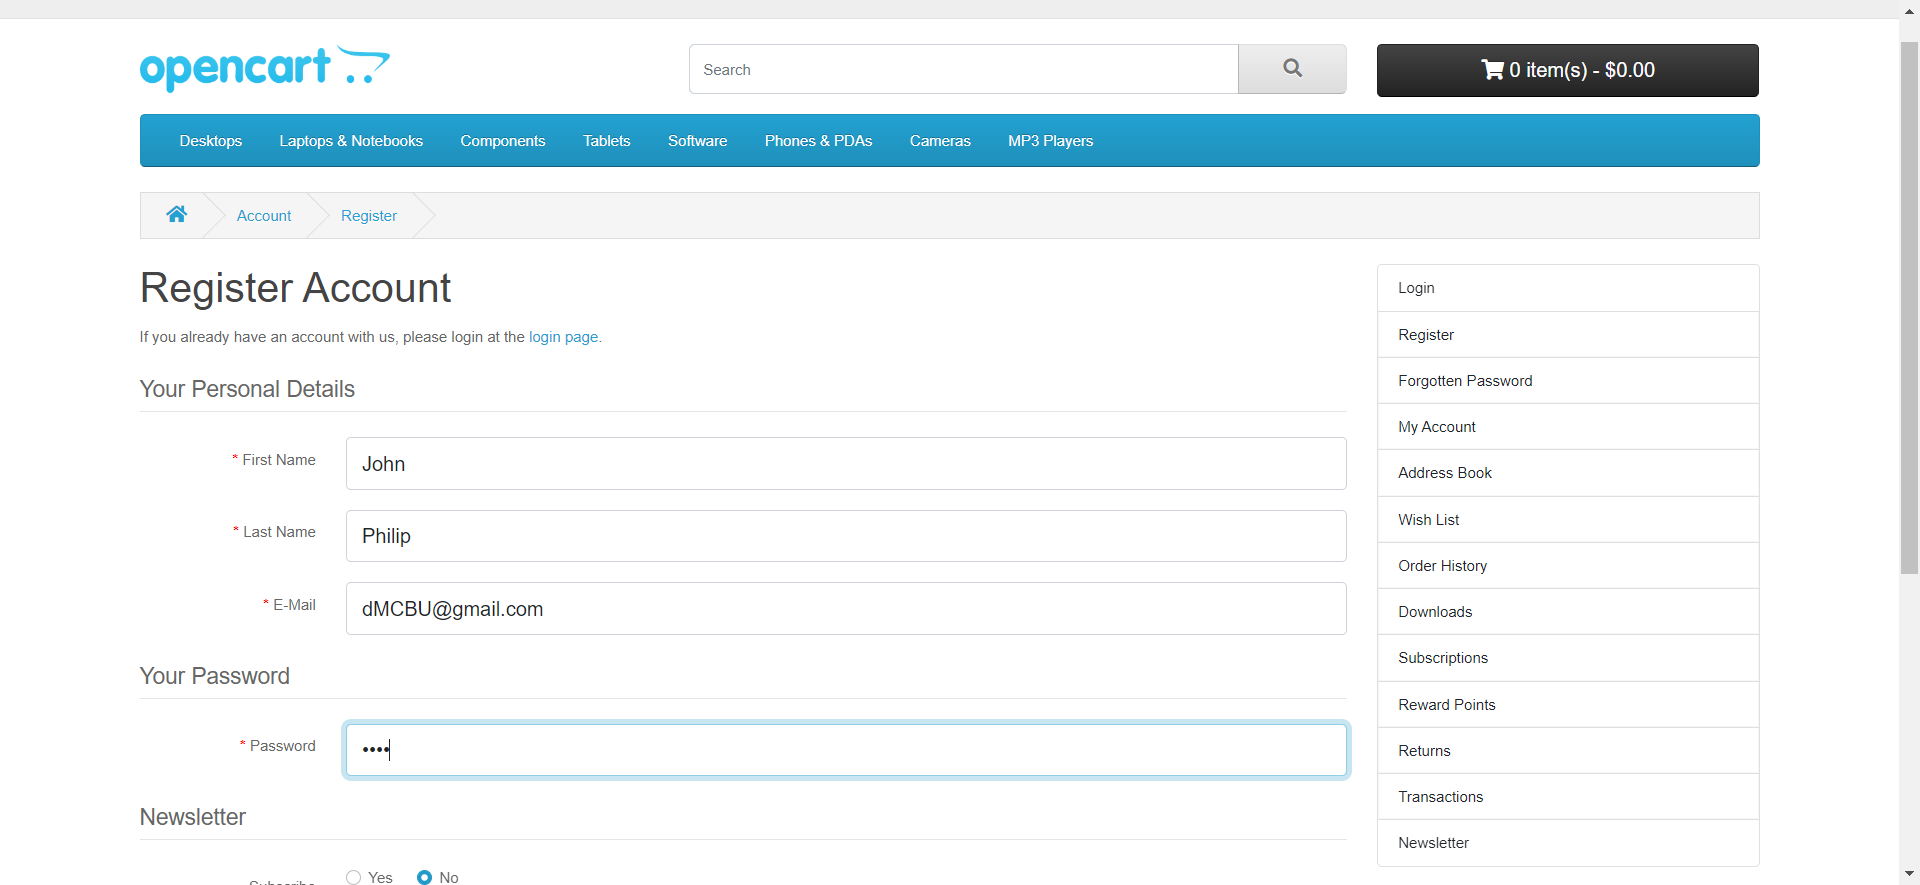 opencart
Search
0 item(s) - $0.00
Desktops Laptops & Notebooks Components Tablets Software Phones & PDAs Cameras MP3 Players
Account Register
Register Account
If you already have an account with us, please login at the login page.
Your Personal Details
* First Name John
* Last Name Philip
* E-Mail dMCBU@gmail.com
Your Password
* Password ••••
Newsletter
Subscribe Yes No
Login
Register
Forgotten Password
My Account
Address Book
Wish List
Order History
Downloads
Subscriptions
Reward Points
Returns
Transactions
Newsletter